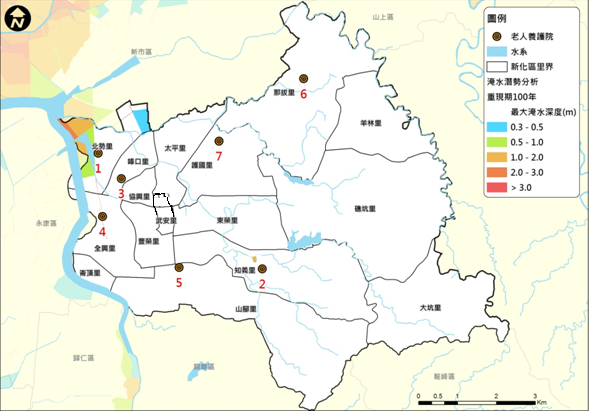 N
山上區
新市區
那拔里
6
羊林里
北勢里
1
太平里
7
護國里
崙口里
3
協興里
礁坑里
4
武安里
東榮里
永康區
豐榮里
全興里
崙頂里
5
知義里
2
山腳里
大坑里
歸仁區
關廟區
龍崎區
0 0.5 1 2 3
Km
圖例
老人養護院
水系
新化區里界
淹水潛勢分析
重現期100年
最大淹水深度(m)
0.3 - 0.5
0.5 - 1.0
1.0 - 2.0
2.0 - 3.0
> 3.0